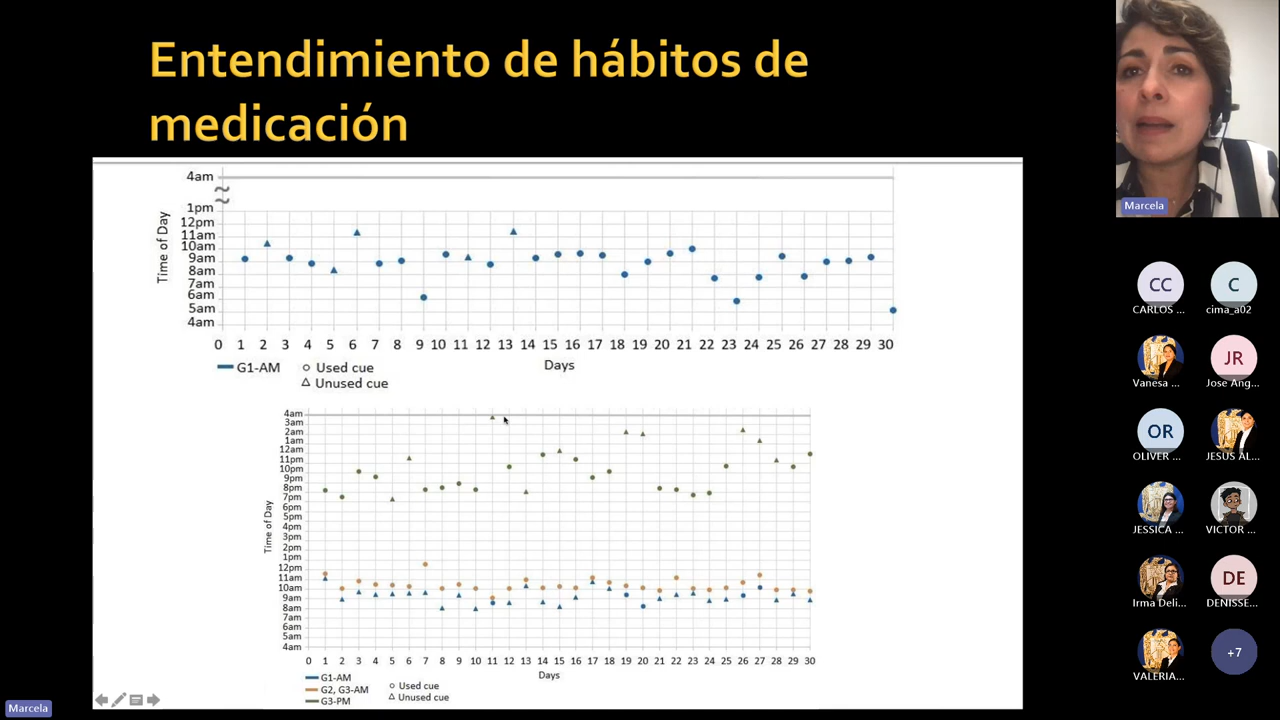 Entendimiento de hábitos de
medicación
4am
1pm
12pm
11am
10am
9am
8am
7am
6am
5am
4am
Time of Day
0 1 2 3 4 5 6 7 8 9 10 11 12 13 14 15 16 17 18 19 20 21 22 23 24 25 26 27 28 29 30
Days
G1-AM
Used cue
Unused cue
4am
3am
2am
1am
12am
11pm
10pm
9pm
8pm
7pm
6pm
5pm
4pm
3pm
2pm
1pm
12pm
11am
10am
9am
8am
7am
6am
5am
4am
Time of Day
0 1 2 3 4 5 6 7 8 9 10 11 12 13 14 15 16 17 18 19 20 21 22 23 24 25 26 27 28 29 30
Days
G1-AM
G2, G3-AM
G3-PM
Used cue
Unused cue
Marcela
Marcela
CC C
CARLOS ... cima_a02
JR
Vanesa ... Jose Ang...
OR
OLIVER ... JESUS AL...
JESSICA ... VICTOR ...
DE
Irma Deli... DENISSE...
+7
VALERIA...